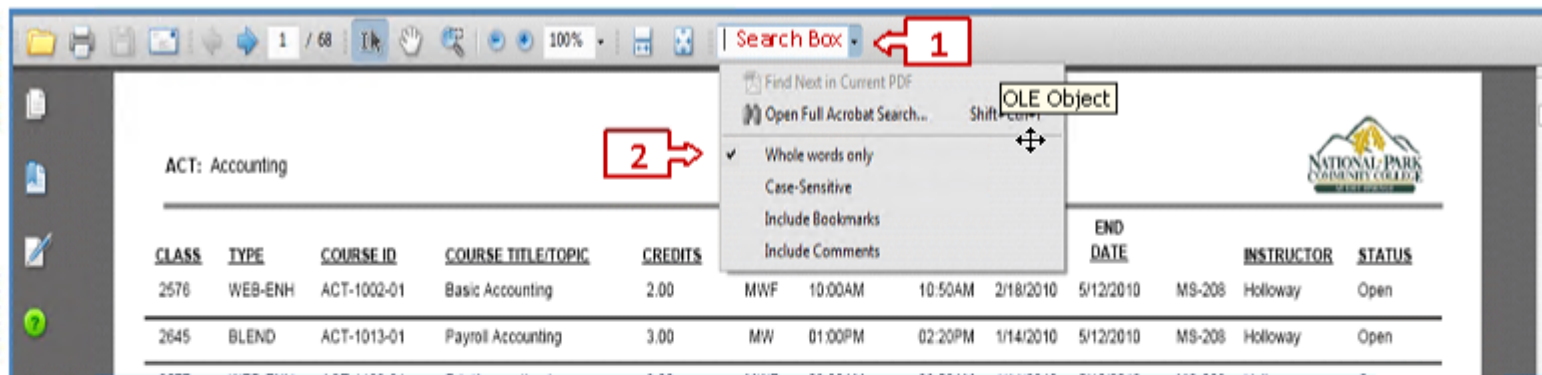 1 / 68 100% Search Box 1
Find Next in Current PDF
OLE Object
Open Full Acrobat Search...
2 Whole words only
ACT: Accounting
NATIONAL PARK
COMMUNITY COLLEGE
Case-Sensitive
Include Bookmarks
Include Comments
END
CLASS TYPE COURSE ID COURSE TITLE/TOPIC CREDITS DATE INSTRUCTOR STATUS
2576 WEB-ENH ACT-1002-01 Basic Accounting 2.00 MWF 10:00AM 10:50AM 2/18/2010 5/12/2010 MS-208 Holloway Open
2645 BLEND ACT-1013-01 Payroll Accounting 3.00 MW 01:00PM 02:20PM 1/14/2010 5/12/2010 MS-208 Holloway Open